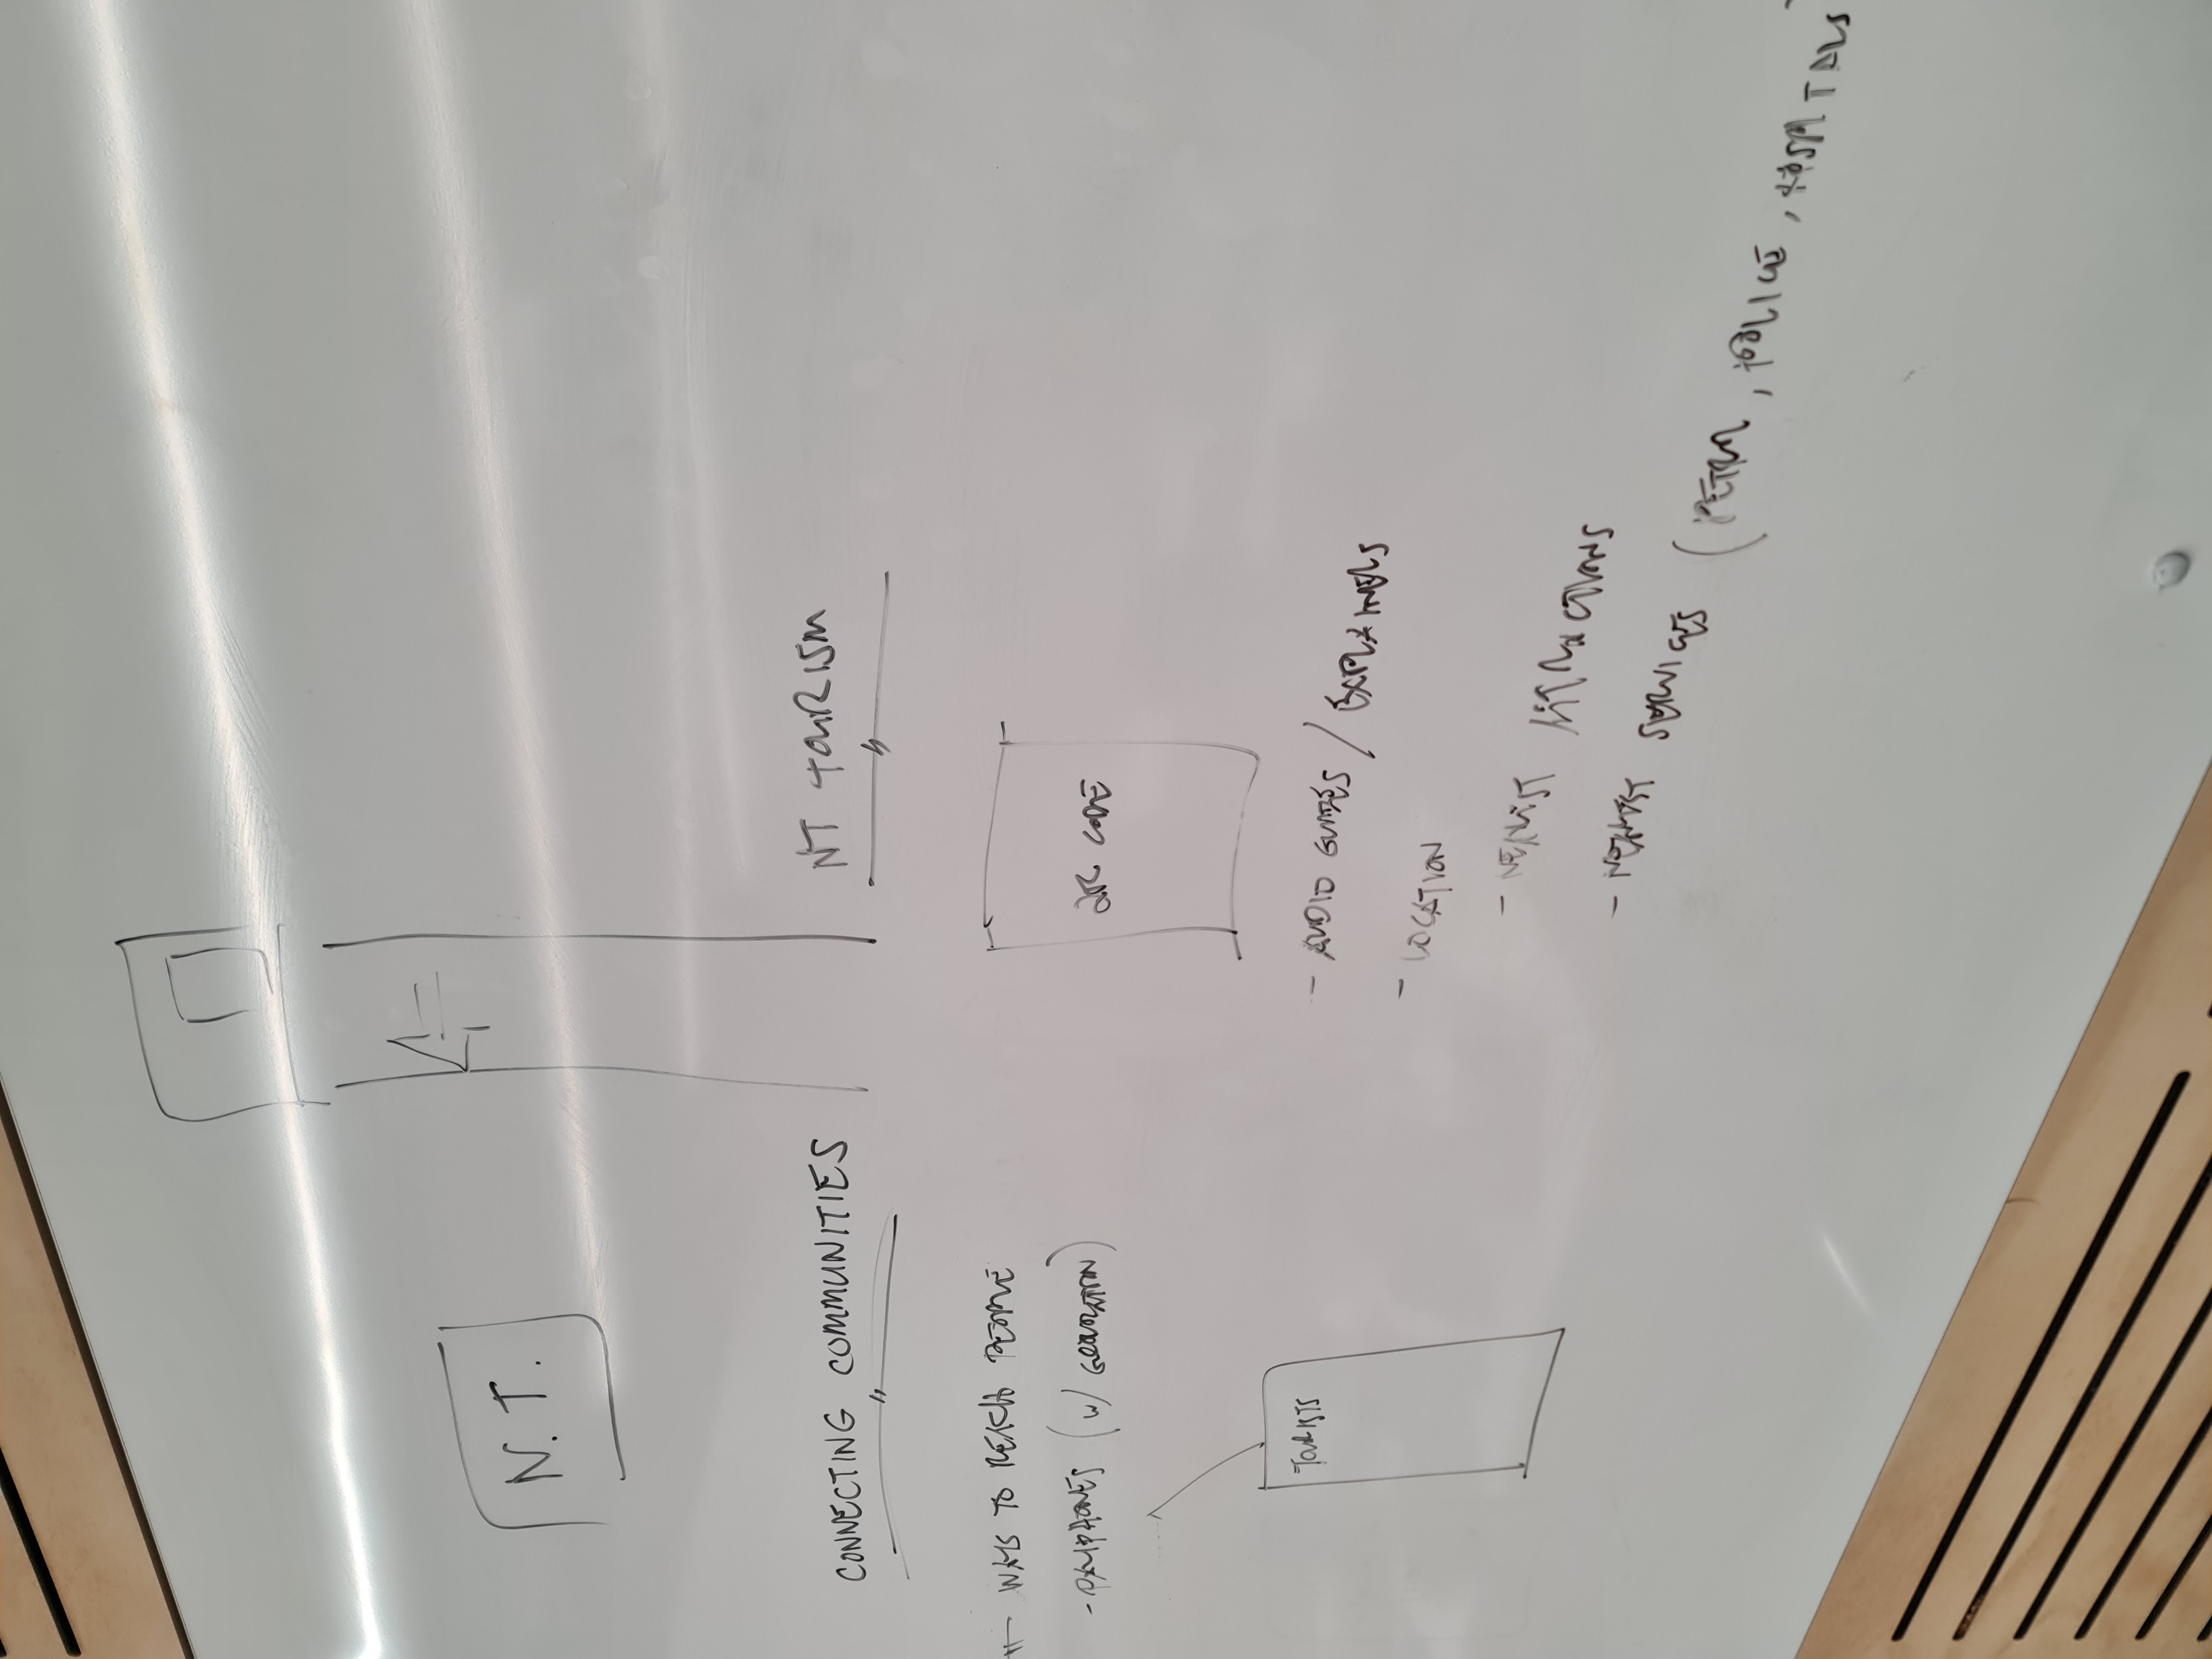 N. T.
CONNECTING COMMUNITIES
- WAYS TO REACH PEOPLE
- PAYPHONES (W/ GEOLOCATION)
TOURISTS
NT TOURISM
QR CODE
- AUDIO GUIDES / EXPLAINERS
- LOCATION
- NEAREST ATTRACTIONS
- NEAREST SERVICES (PETROL, POLICE, HOSPITALS